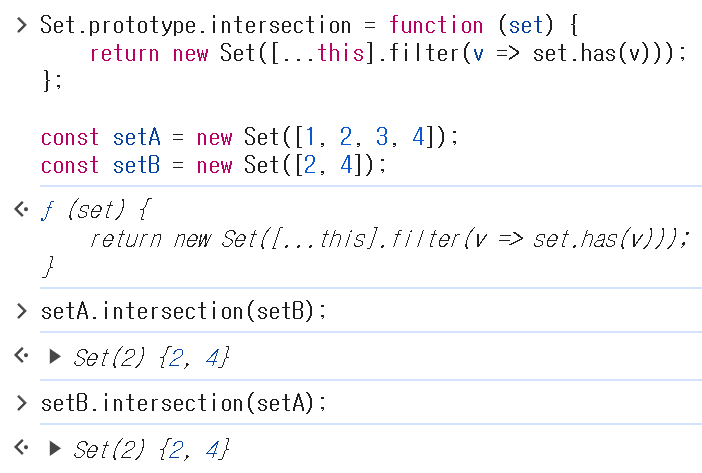 > Set.prototype.intersection = function (set) {
    return new Set([...this].filter(v => set.has(v)));
};
const setA = new Set([1, 2, 3, 4]);
const setB = new Set([2, 4]);
ƒ (set) {
    return new Set([...this].filter(v => set.has(v)));
}
> setA.intersection(setB);
▶ Set(2) {2, 4}
> setB.intersection(setA);
▶ Set(2) {2, 4}